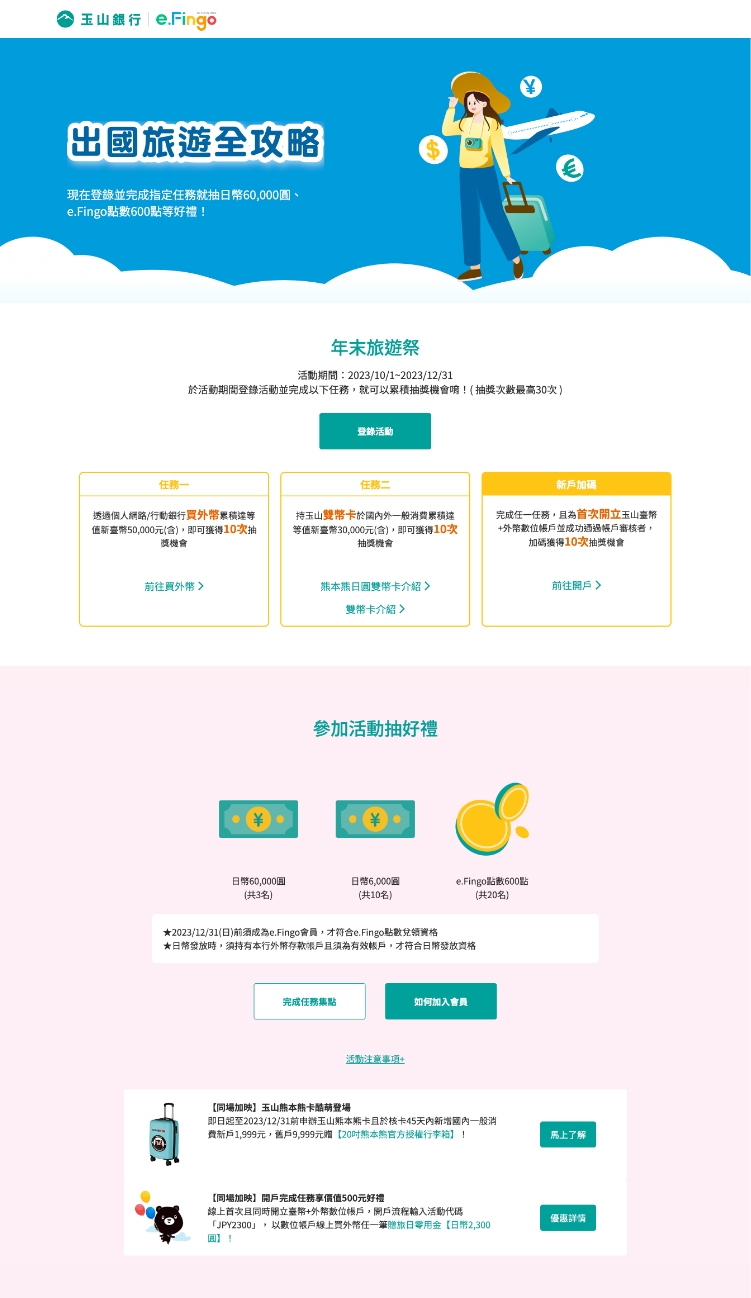 玉山銀行 e.Fingo
出國旅遊全攻略
現在登錄並完成指定任務就抽日幣60,000圓、
e.Fingo點數600點等好禮！
年末旅遊祭
活動期間：2023/10/1~2023/12/31
於活動期間登錄活動並完成以下任務，就可以累積抽獎機會唷！( 抽獎次數最高30次 )
登錄活動
任務一
透過個人網路/行動銀行買外幣累積達等
值新臺幣50,000元(含)，即可獲得10次抽
獎機會
前往買外幣
任務二
持玉山雙幣卡於國內外一般消費累積達
等值新臺幣30,000元(含)，即可獲得10次
抽獎機會
熊本熊日圓雙幣卡介紹
雙幣卡介紹
新戶加碼
完成任一任務，且為首次開立玉山臺幣
+外幣數位帳戶並成功通過帳戶審核者，
加碼獲得10次抽獎機會
前往開戶
參加活動抽好禮
日幣60,000圓
(共3名)
日幣6,000圓
(共10名)
e.Fingo點數600點
(共20名)
★2023/12/31(日)前須成為e.Fingo會員，才符合e.Fingo點數兌領資格
★日幣發放時，須持有本行外幣存款帳戶且須為有效帳戶，才符合日幣發放資格
完成任務集點
如何加入會員
活動注意事項+
【同場加映】玉山熊本熊卡酷萌登場
即日起至2023/12/31前申辦玉山熊本熊卡且於核卡45天內新增國內一般消
費新戶1,999元，舊戶9,999元贈【20吋熊本熊官方授權行李箱】！
馬上了解
【同場加映】開戶完成任務享價值500元好禮
線上首次且同時開立臺幣+外幣數位帳戶，開戶流程輸入活動代碼
「JPY2300」， 以數位帳戶線上買外幣任一筆贈旅日零用金【日幣2,300
圓】！
優惠詳情